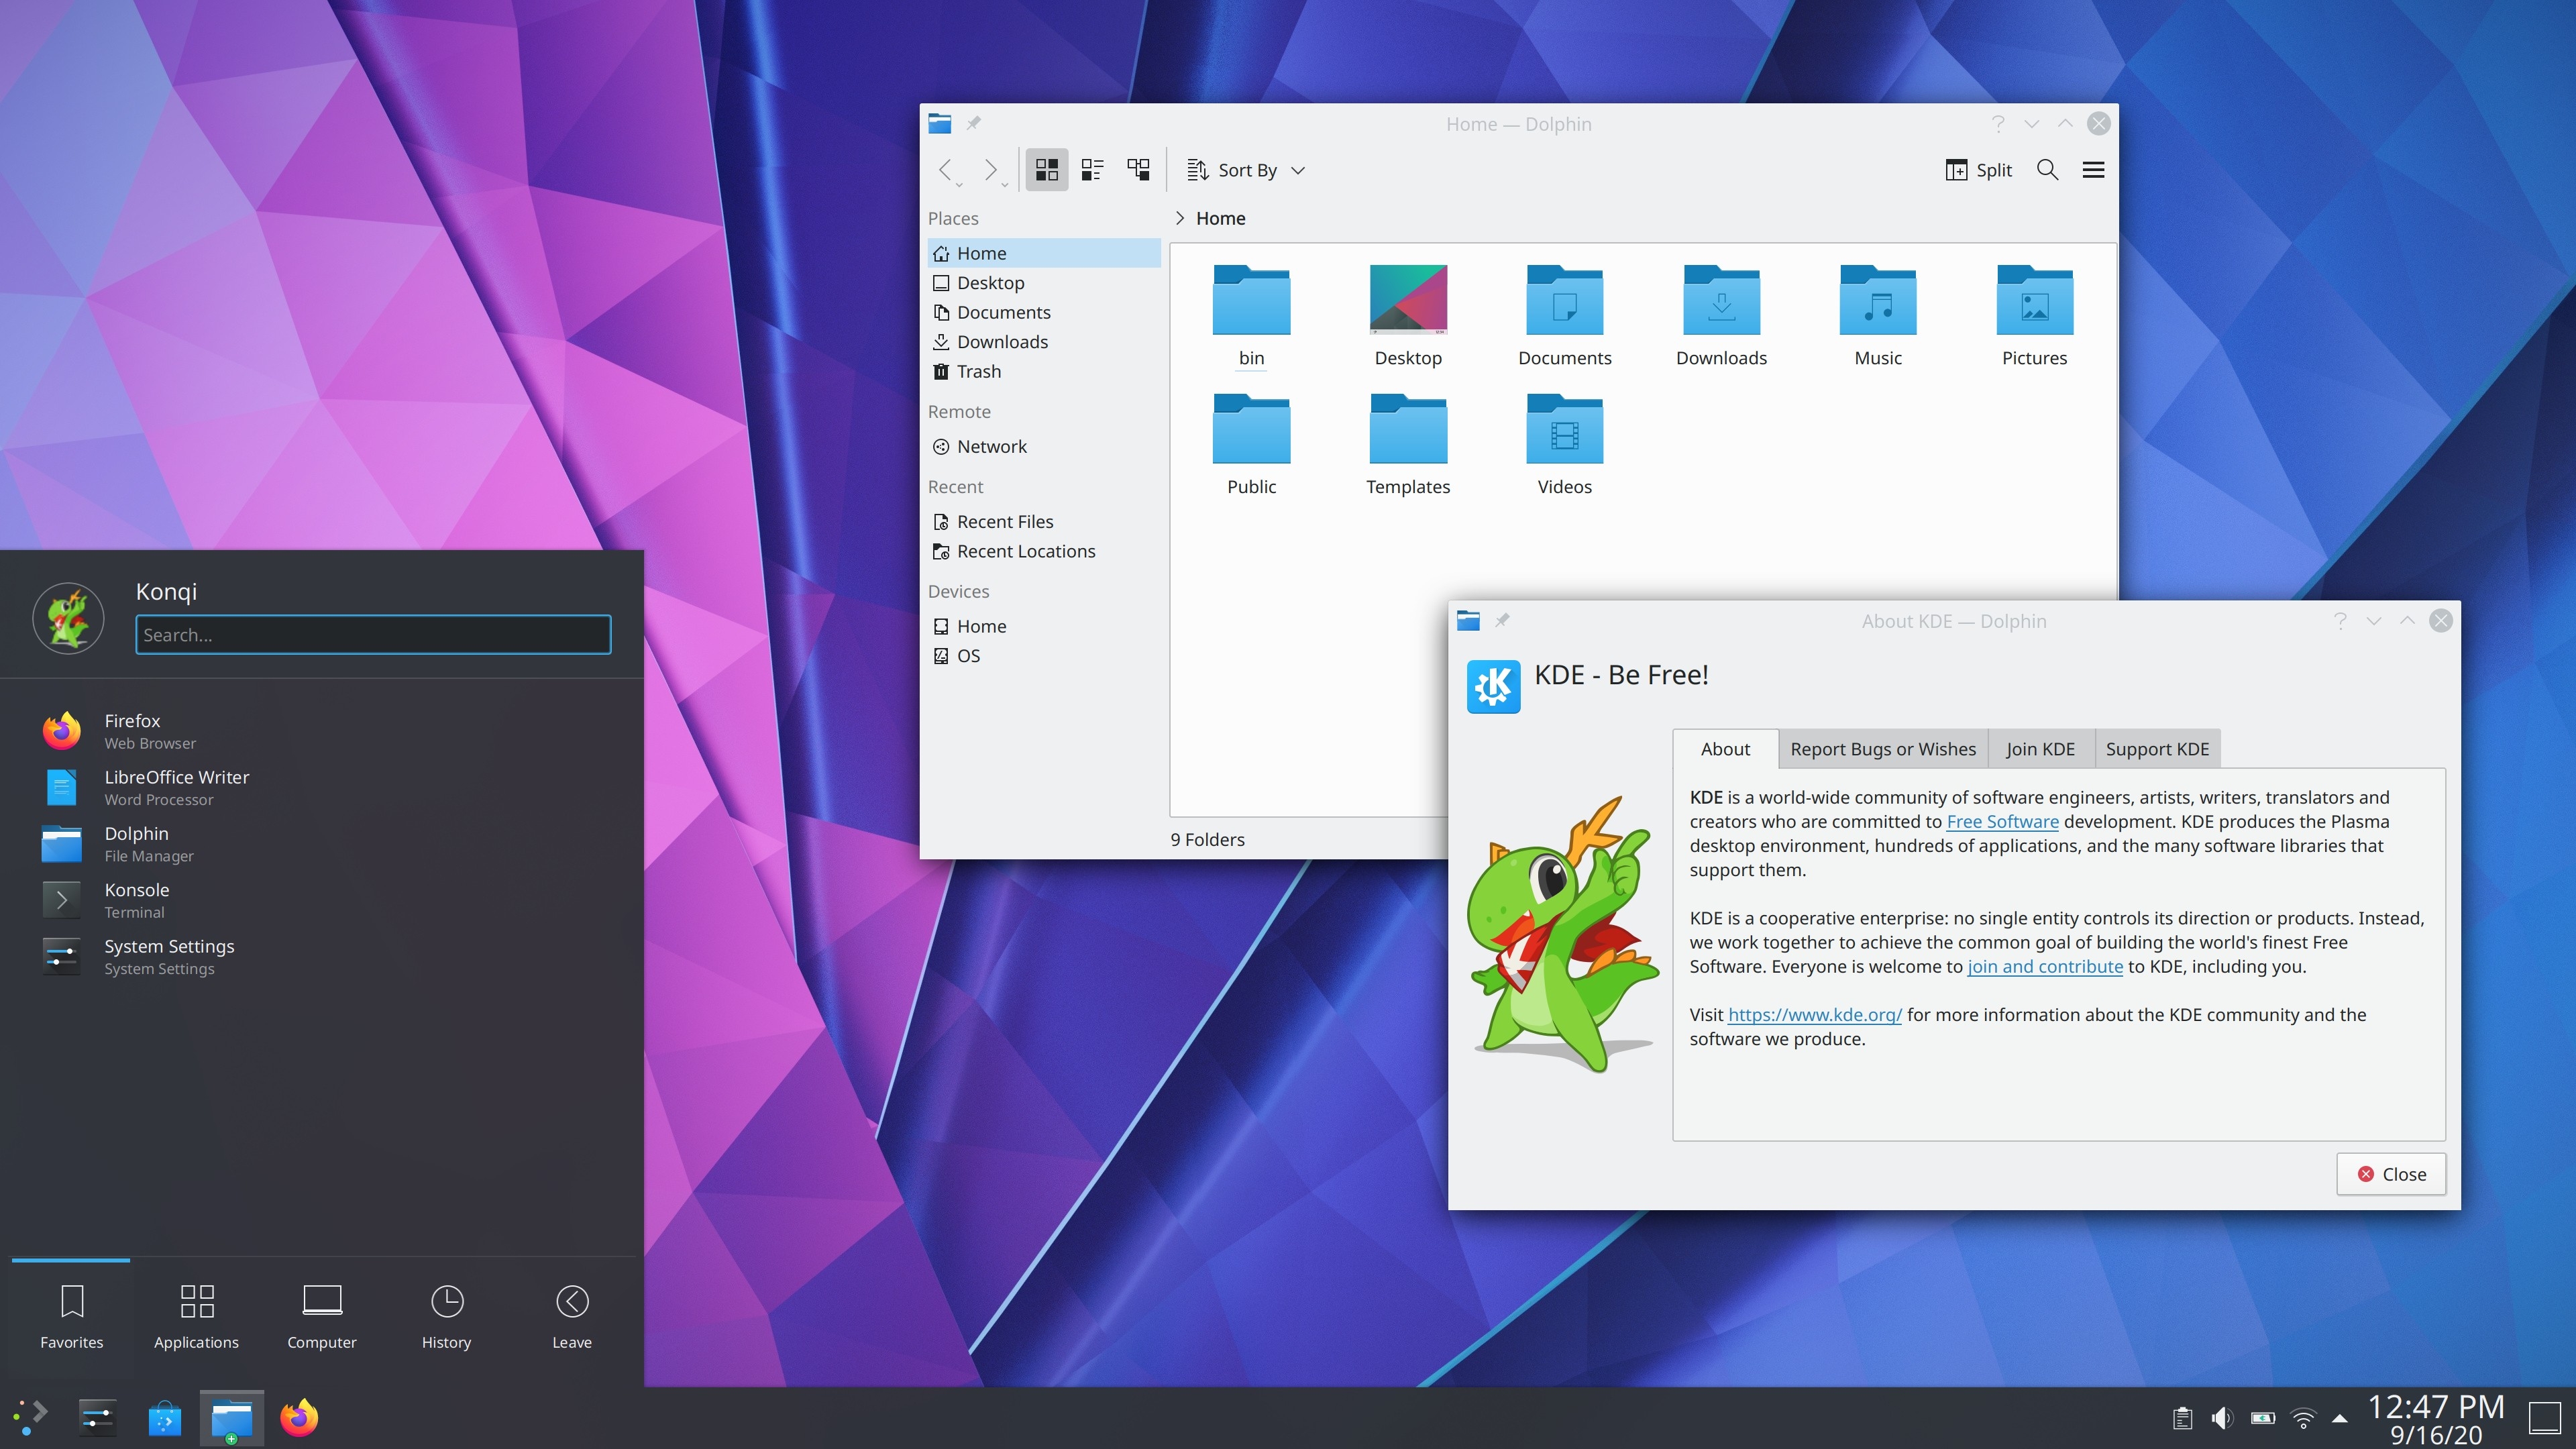 Home — Dolphin
Sort By
Split
Places
Home
Desktop
Documents
Downloads
Trash
Remote
Network
Recent
Recent Files
Recent Locations
Devices
Home
OS
Home
bin
Desktop
Documents
Downloads
Music
Pictures
Public
Templates
Videos
9 Folders
About KDE — Dolphin
KDE - Be Free!
About
Report Bugs or Wishes
Join KDE
Support KDE
KDE is a world-wide community of software engineers, artists, writers, translators and
creators who are committed to Free Software development. KDE produces the Plasma
desktop environment, hundreds of applications, and the many software libraries that
support them.
KDE is a cooperative enterprise: no single entity controls its direction or products. Instead,
we work together to achieve the common goal of building the world's finest Free
Software. Everyone is welcome to join and contribute to KDE, including you.
Visit https://www.kde.org/ for more information about the KDE community and the
software we produce.
Close
Konqi
Search...
Firefox
Web Browser
LibreOffice Writer
Word Processor
Dolphin
File Manager
Konsole
Terminal
System Settings
System Settings
Favorites
Applications
Computer
History
Leave
12:47 PM
9/16/20